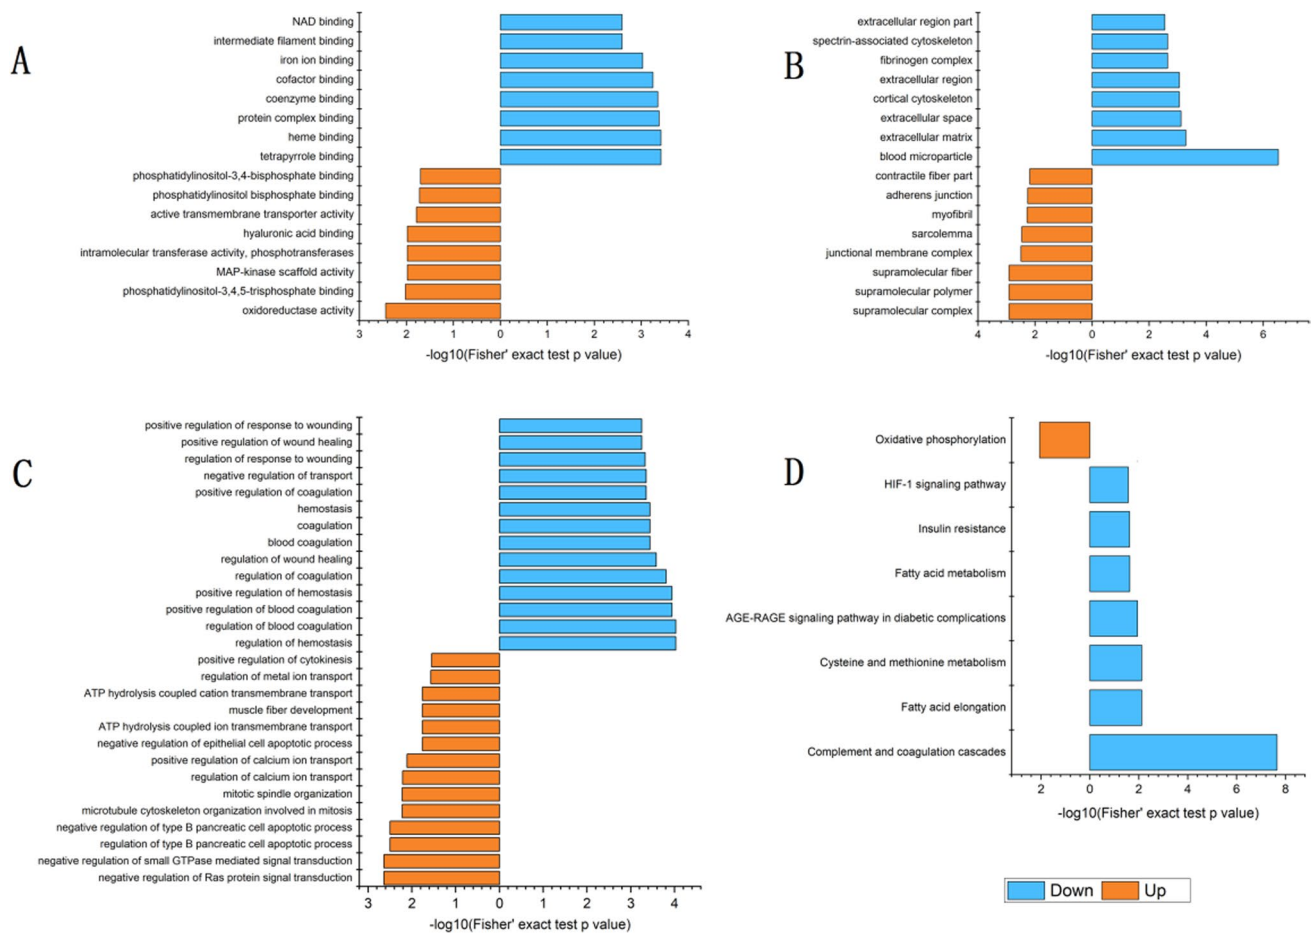 A
NAD binding
intermediate filament binding
iron ion binding
cofactor binding
coenzyme binding
protein complex binding
heme binding
tetrapyrrole binding
phosphatidylinositol-3,4-bisphosphate binding
phosphatidylinositol bisphosphate binding
active transmembrane transporter activity
hyaluronic acid binding
intramolecular transferase activity, phosphotransferases
MAP-kinase scaffold activity
phosphatidylinositol-3,4,5-trisphosphate binding
oxidoreductase activity
3 2 1 0 1 2 3 4
-log10(Fisher' exact test p value)
B
extracellular region part
spectrin-associated cytoskeleton
fibrinogen complex
extracellular region
cortical cytoskeleton
extracellular space
extracellular matrix
blood microparticle
contractile fiber part
adherens junction
myofibril
sarcolemma
junctional membrane complex
supramolecular fiber
supramolecular polymer
supramolecular complex
4 2 0 2 4 6
-log10(Fisher' exact test p value)
C
positive regulation of response to wounding
positive regulation of wound healing
regulation of response to wounding
negative regulation of transport
positive regulation of coagulation
hemostasis
coagulation
blood coagulation
regulation of wound healing
regulation of coagulation
positive regulation of hemostasis
positive regulation of blood coagulation
regulation of blood coagulation
regulation of hemostasis
positive regulation of cytokinesis
regulation of metal ion transport
ATP hydrolysis coupled cation transmembrane transport
muscle fiber development
ATP hydrolysis coupled ion transmembrane transport
negative regulation of epithelial cell apoptotic process
positive regulation of calcium ion transport
regulation of calcium ion transport
mitotic spindle organization
microtubule cytoskeleton organization involved in mitosis
negative regulation of type B pancreatic cell apoptotic process
regulation of type B pancreatic cell apoptotic process
negative regulation of small GTPase mediated signal transduction
negative regulation of Ras protein signal transduction
3 2 1 0 1 2 3 4
-log10(Fisher' exact test p value)
D
Oxidative phosphorylation
HIF-1 signaling pathway
Insulin resistance
Fatty acid metabolism
AGE-RAGE signaling pathway in diabetic complications
Cysteine and methionine metabolism
Fatty acid elongation
Complement and coagulation cascades
2 0 2 4 6 8
-log10(Fisher' exact test p value)
Down Up